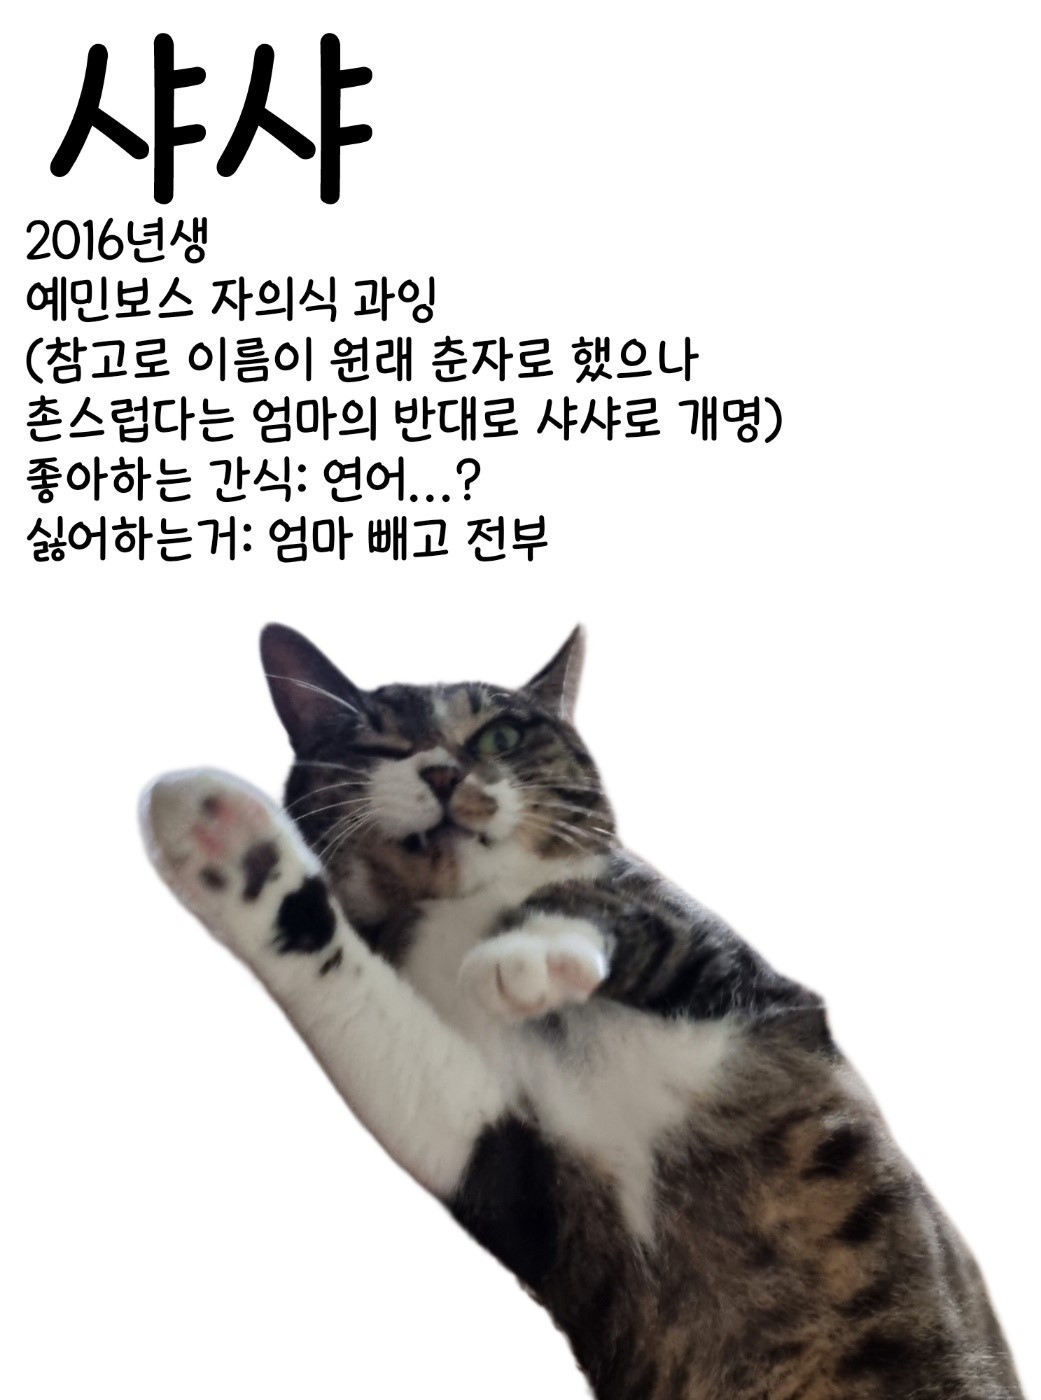 샤샤
2016년생
예민보스 자의식 과잉
(참고로 이름이 원래 춘자로 했으나
촌스럽다는 엄마의 반대로 샤샤로 개명)
좋아하는 간식: 연어...?
싫어하는거: 엄마 빼고 전부